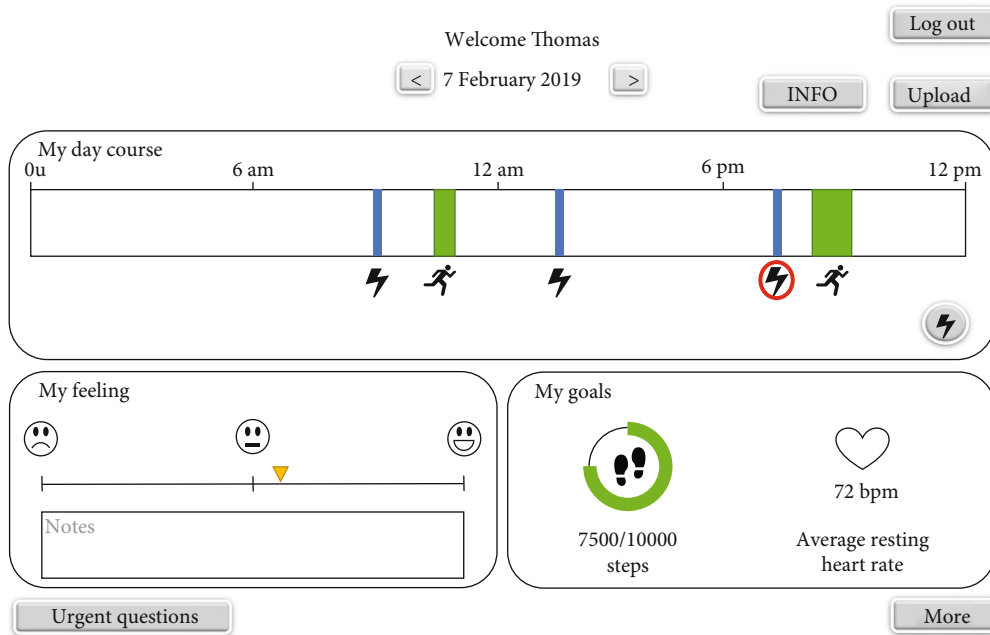 Log out
Welcome Thomas
< 7 February 2019 >
INFO
Upload
My day course
0u 6 am 12 am 6 pm 12 pm
My feeling
Notes
My goals
7500/10000
steps
72 bpm
Average resting
heart rate
Urgent questions
More